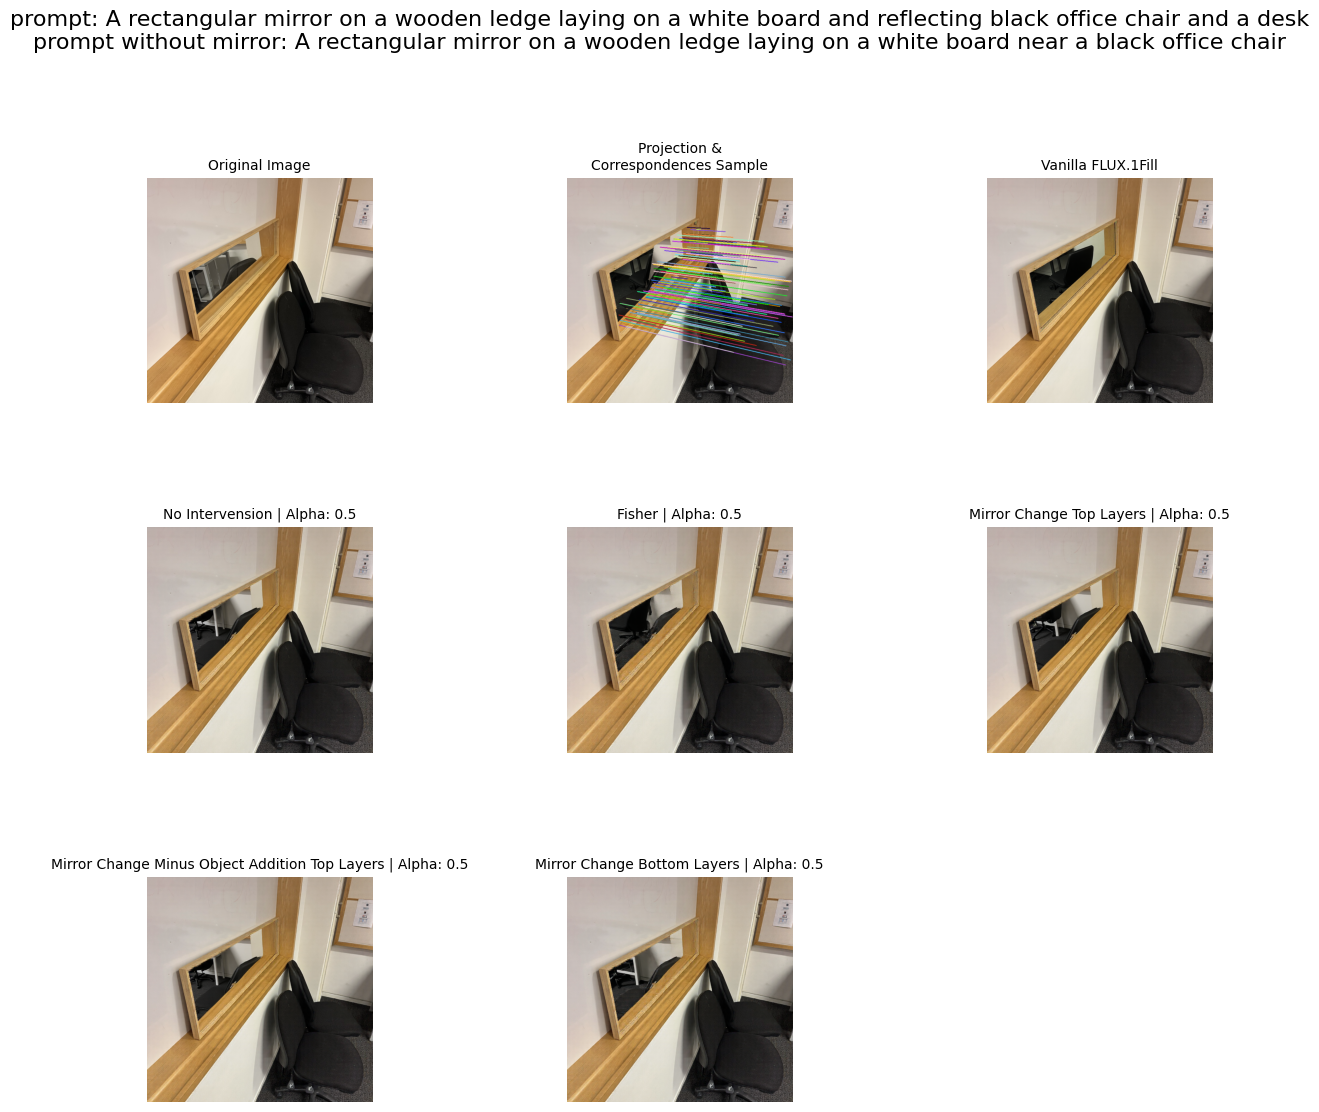 prompt: A rectangular mirror on a wooden ledge laying on a white board and reflecting black office chair and a desk
prompt without mirror: A rectangular mirror on a wooden ledge laying on a white board near a black office chair
Original Image
Projection &
Correspondences Sample
Vanilla FLUX.1Fill
No Intervension | Alpha: 0.5
Fisher | Alpha: 0.5
Mirror Change Top Layers | Alpha: 0.5
Mirror Change Minus Object Addition Top Layers | Alpha: 0.5
Mirror Change Bottom Layers | Alpha: 0.5